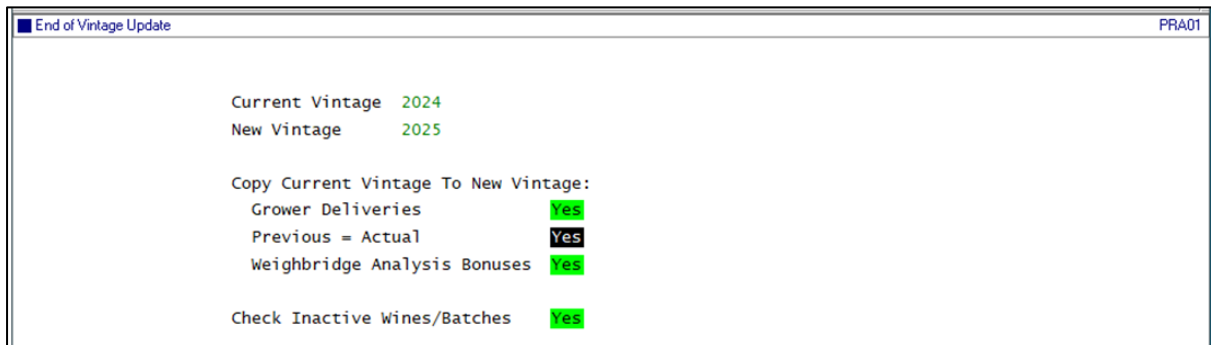 End of Vintage Update PRA01
Current Vintage 2024
New Vintage 2025
Copy Current Vintage To New Vintage:
Grower Deliveries Yes
Previous = Actual Yes
Weighbridge Analysis Bonuses Yes
Check Inactive Wines/Batches Yes